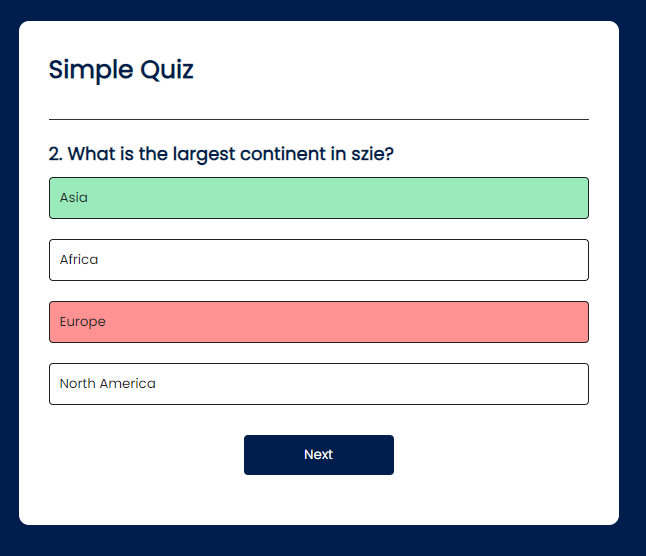 Simple Quiz
2. What is the largest continent in szie?
Asia
Africa
Europe
North America
Next